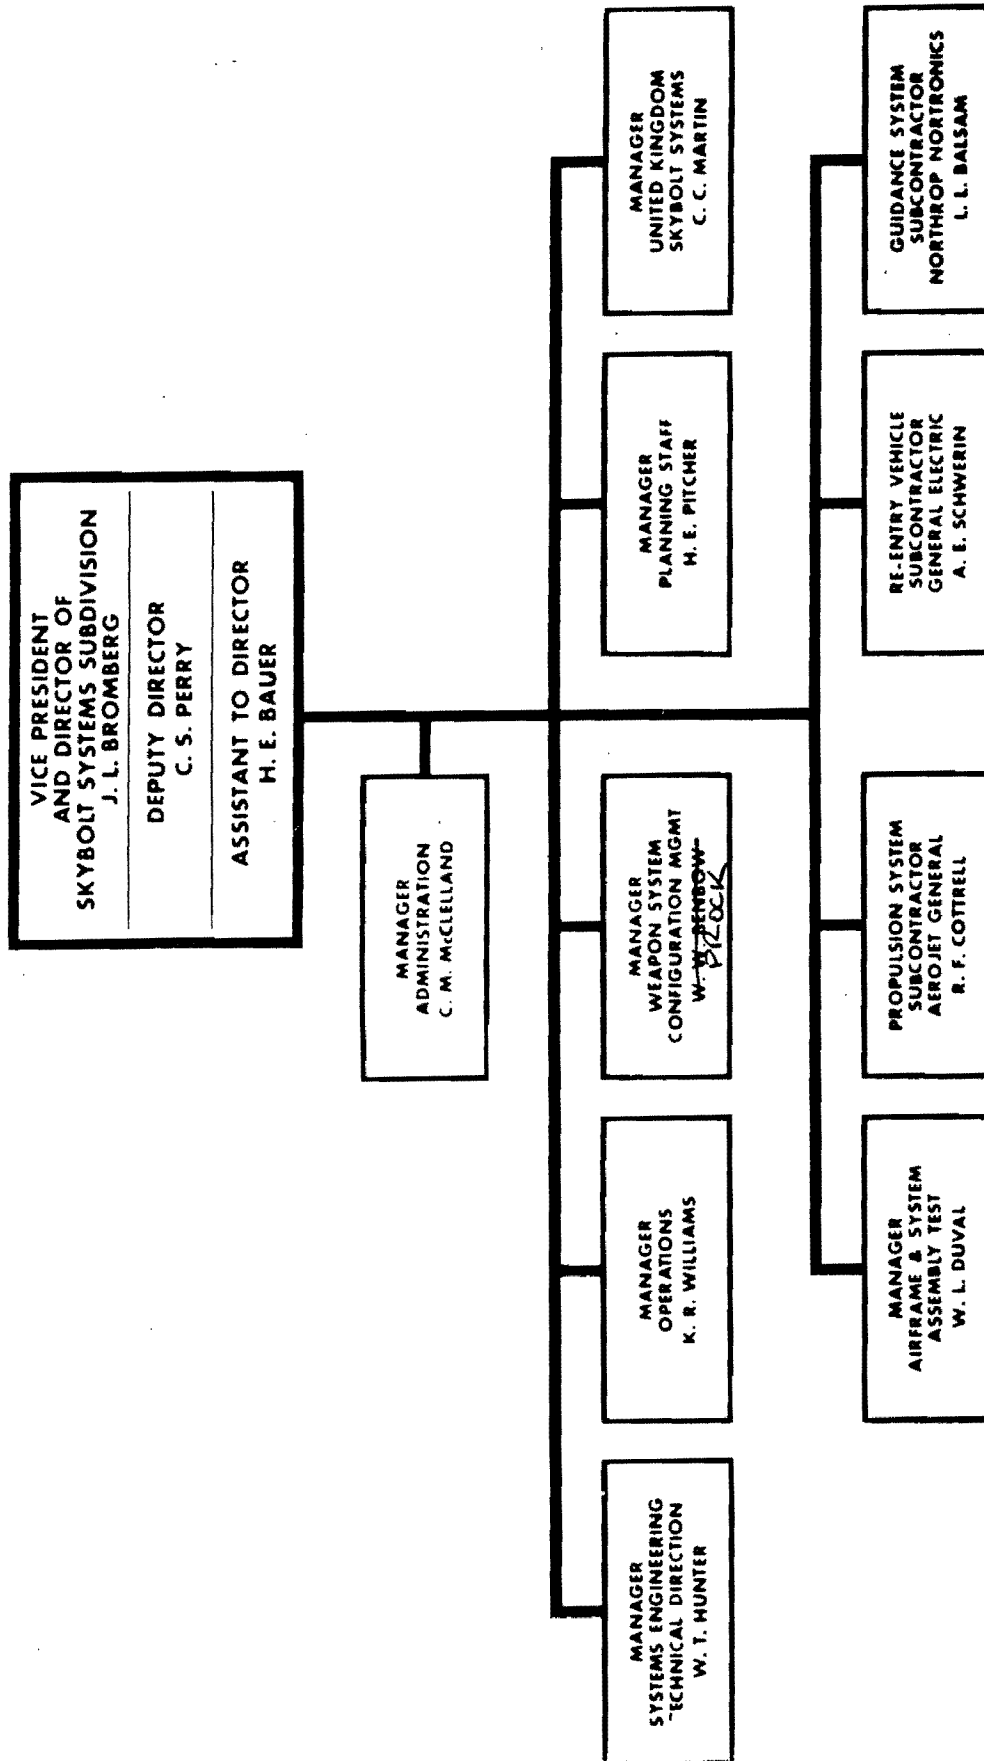 VICE PRESIDENT
AND DIRECTOR OF
SKYBOLT SYSTEMS SUBDIVISION
J. L. BROMBERG
DEPUTY DIRECTOR
C. S. PERRY
ASSISTANT TO DIRECTOR
H. E. BAUER
MANAGER
ADMINISTRATION
C. M. McCLELLAND
MANAGER
SYSTEMS ENGINEERING
TECHNICAL DIRECTION
W. T. HUNTER
MANAGER
OPERATIONS
K. R. WILLIAMS
MANAGER
WEAPON SYSTEM
CONFIGURATION MGMT
W. W. BENBOW
MANAGER
PLANNING STAFF
H. E. PITCHER
MANAGER
UNITED KINGDOM
SKYBOLT SYSTEMS
C. C. MARTIN
MANAGER
AIRFRAME & SYSTEM
ASSEMBLY TEST
W. L. DUVAL
PROPULSION SYSTEM
SUBCONTRACTOR
AEROJET GENERAL
R. F. COTTRELL
RE-ENTRY VEHICLE
SUBCONTRACTOR
GENERAL ELECTRIC
A. E. SCHWERIN
GUIDANCE SYSTEM
SUBCONTRACTOR
NORTHROP NORTRONICS
L. L. BALSAM